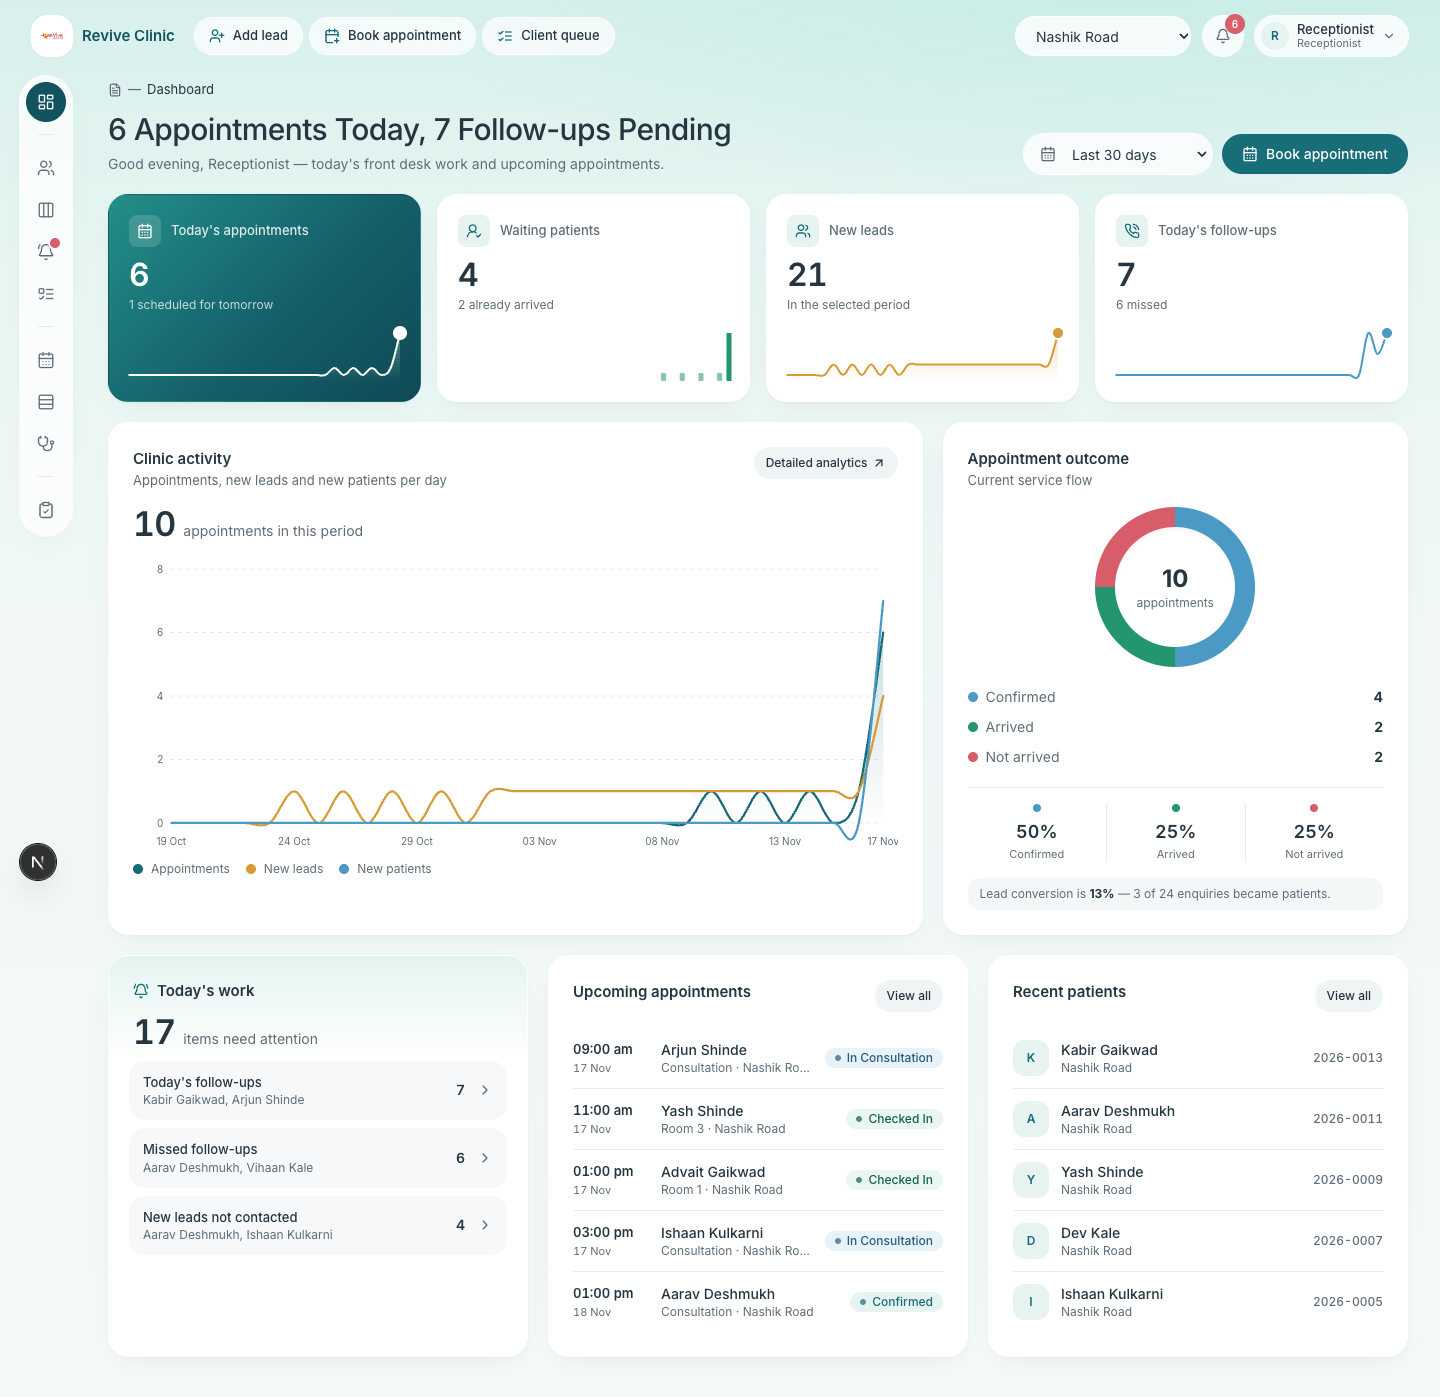 Revive Clinic
Add lead
Book appointment
Client queue
Nashik Road
6
R
Receptionist
Receptionist
— Dashboard
6 Appointments Today, 7 Follow-ups Pending
Good evening, Receptionist — today's front desk work and upcoming appointments.
Last 30 days
Book appointment
Today's appointments
6
1 scheduled for tomorrow
Waiting patients
4
2 already arrived
New leads
21
In the selected period
Today's follow-ups
7
6 missed
Clinic activity
Appointments, new leads and new patients per day
Detailed analytics
10 appointments in this period
8
6
4
2
0
19 Oct
24 Oct
29 Oct
03 Nov
08 Nov
13 Nov
17 Nov
Appointments
New leads
New patients
Appointment outcome
Current service flow
10
appointments
Confirmed 4
Arrived 2
Not arrived 2
50%
Confirmed
25%
Arrived
25%
Not arrived
Lead conversion is 13% — 3 of 24 enquiries became patients.
N
Today's work
17 items need attention
Today's follow-ups
Kabir Gaikwad, Arjun Shinde
7
Missed follow-ups
Aarav Deshmukh, Vihaan Kale
6
New leads not contacted
Aarav Deshmukh, Ishaan Kulkarni
4
Upcoming appointments
View all
09:00 am
17 Nov
Arjun Shinde
Consultation · Nashik Ro...
In Consultation
11:00 am
17 Nov
Yash Shinde
Room 3 · Nashik Road
Checked In
01:00 pm
17 Nov
Advait Gaikwad
Room 1 · Nashik Road
Checked In
03:00 pm
17 Nov
Ishaan Kulkarni
Consultation · Nashik Ro...
In Consultation
01:00 pm
18 Nov
Aarav Deshmukh
Consultation · Nashik Road
Confirmed
Recent patients
View all
K
Kabir Gaikwad
Nashik Road
2026-0013
A
Aarav Deshmukh
Nashik Road
2026-0011
Y
Yash Shinde
Nashik Road
2026-0009
D
Dev Kale
Nashik Road
2026-0007
I
Ishaan Kulkarni
Nashik Road
2026-0005